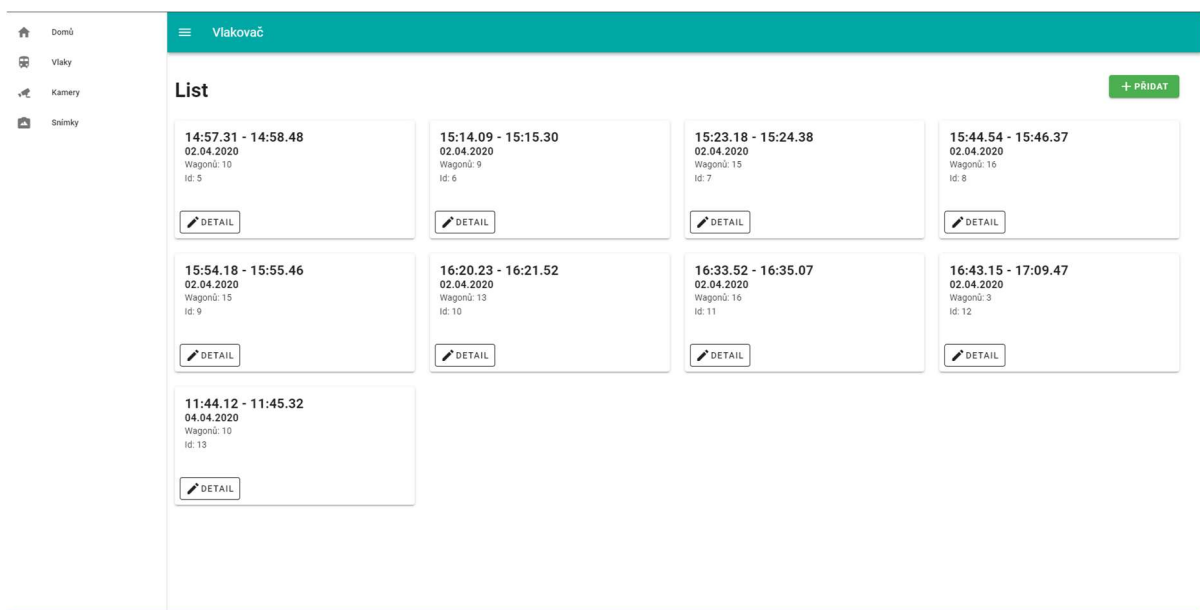 Domů
Vlaky
Kamery
Snímky
Vlakovač
List
PŘIDAT
14:57.31 - 14:58.48
02.04.2020
Wagonů: 10
Id: 5
DETAIL
15:14.09 - 15:15.30
02.04.2020
Wagonů: 9
Id: 6
DETAIL
15:23.18 - 15:24.38
02.04.2020
Wagonů: 15
Id: 7
DETAIL
15:44.54 - 15:46.37
02.04.2020
Wagonů: 16
Id: 8
DETAIL
15:54.18 - 15:55.46
02.04.2020
Wagonů: 15
Id: 9
DETAIL
16:20.23 - 16:21.52
02.04.2020
Wagonů: 13
Id: 10
DETAIL
16:33.52 - 16:35.07
02.04.2020
Wagonů: 16
Id: 11
DETAIL
16:43.15 - 17:09.47
02.04.2020
Wagonů: 3
Id: 12
DETAIL
11:44.12 - 11:45.32
04.04.2020
Wagonů: 10
Id: 13
DETAIL